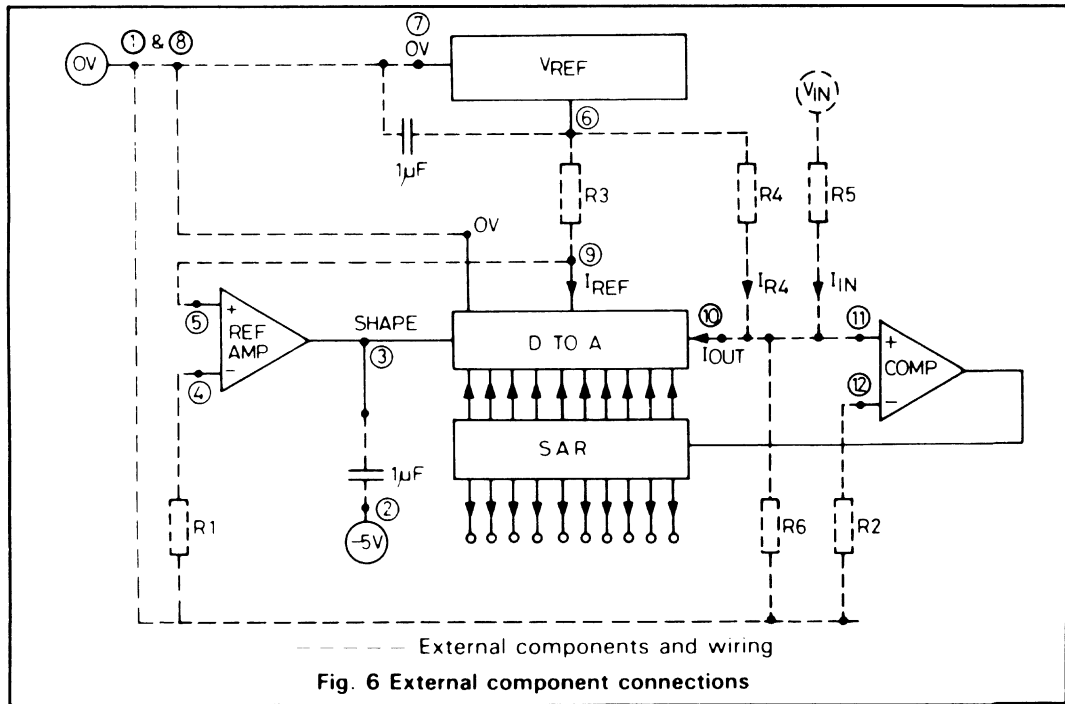 ⑦
① & ⑧
0V
0V
VREF
VIN
⑥
1µF
R3
R4
R5
0V
⑨
IREF
IR4
IIN
⑤
+
REF
AMP
④
−
SHAPE
③
D TO A
⑩
IOUT
⑪
+
COMP
⑫
−
SAR
1µF
②
−5V
R1
R6
R2
External components and wiring
Fig. 6 External component connections